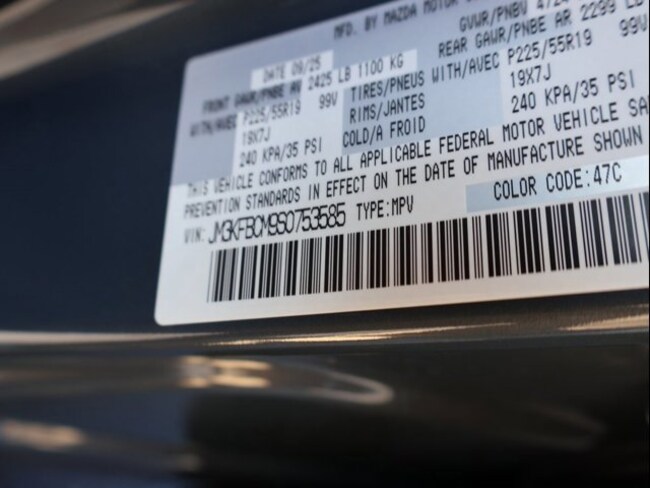 MFD. BY MAZDA MOTOR
DATE 09/25 GVWR/PNBV 4724
FRONT GAWR/PNBE AV 2425 LB 1100 KG REAR GAWR/PNBE AR 2299 LB
WITH/AVEC P225/55R19 99V TIRES/PNEUS WITH/AVEC P225/55R19 99V
19X7J RIMS/JANTES 19X7J
240 KPA/35 PSI COLD/A FROID 240 KPA/35 PSI
THIS VEHICLE CONFORMS TO ALL APPLICABLE FEDERAL MOTOR VEHICLE SA
PREVENTION STANDARDS IN EFFECT ON THE DATE OF MANUFACTURE SHOWN
VIN: JM3KFBCM9S0753585 TYPE:MPV COLOR CODE:47C